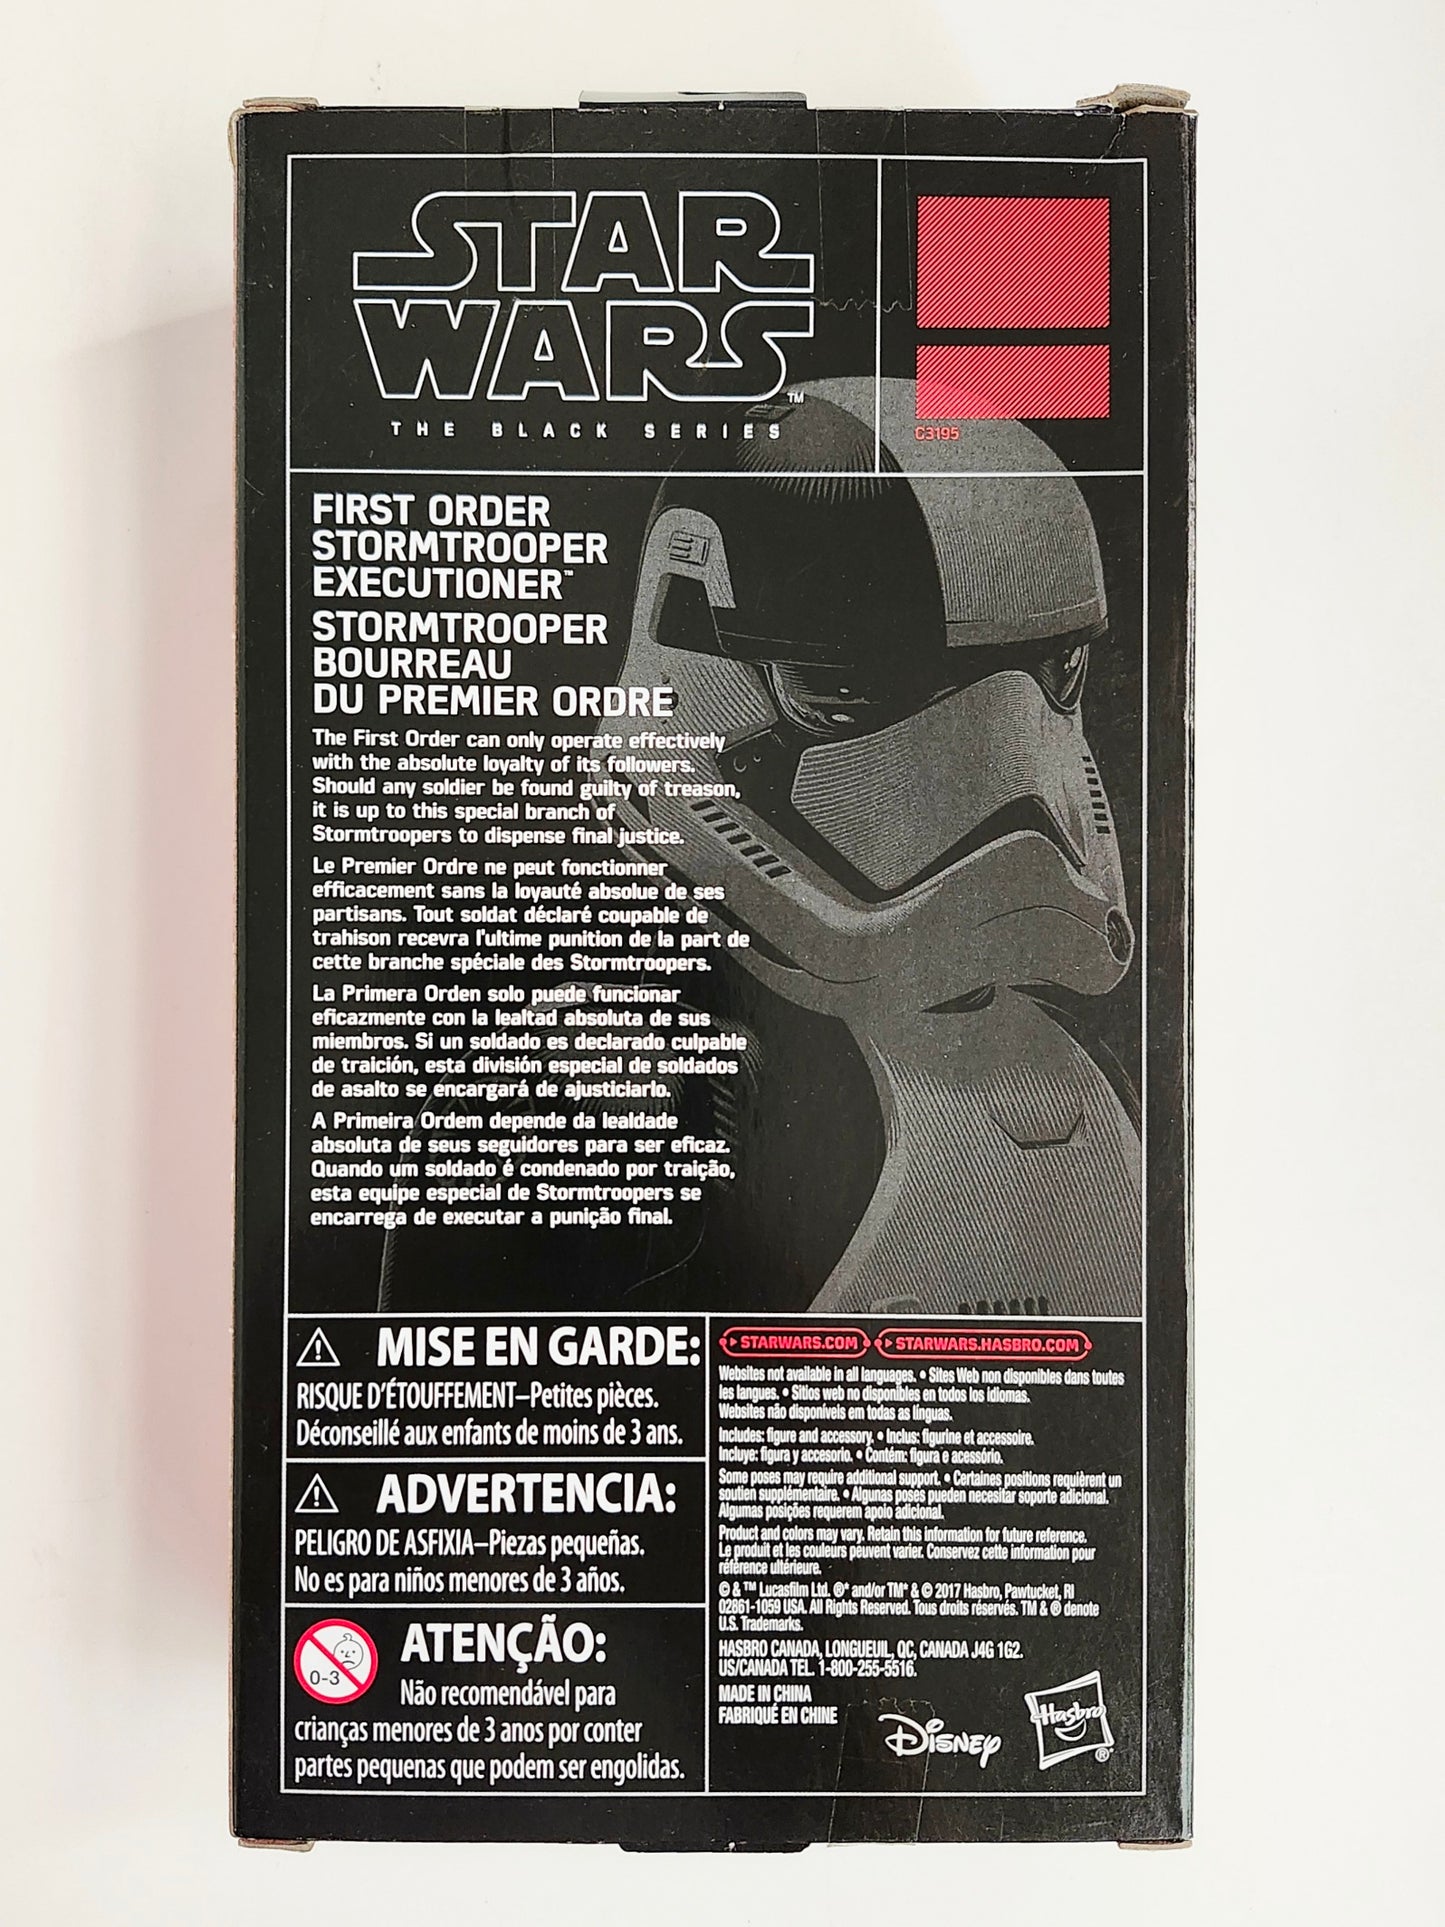 STAR
WARS™
THE BLACK SERIES
C3195
FIRST ORDER
STORMTROOPER
EXECUTIONER™
STORMTROOPER
BOURREAU
DU PREMIER ORDRE
The First Order can only operate effectively
with the absolute loyalty of its followers.
Should any soldier be found guilty of treason,
it is up to this special branch of
Stormtroopers to dispense final justice.
Le Premier Ordre ne peut fonctionner
efficacement sans la loyauté absolue de ses
partisans. Tout soldat déclaré coupable de
trahison recevra l'ultime punition de la part de
cette branche spéciale des Stormtroopers.
La Primera Orden solo puede funcionar
eficazmente con la lealtad absoluta de sus
miembros. Si un soldado es declarado culpable
de traición, esta división especial de soldados
de asalto se encargará de ajusticiarlo.
A Primeira Ordem depende da lealdade
absoluta de seus seguidores para ser eficaz.
Quando um soldado é condenado por traição,
esta equipe especial de Stormtroopers se
encarrega de executar a punição final.
MISE EN GARDE:
RISQUE D'ÉTOUFFEMENT–Petites pièces.
Déconseillé aux enfants de moins de 3 ans.
ADVERTENCIA:
PELIGRO DE ASFIXIA–Piezas pequeñas.
No es para niños menores de 3 años.
0-3
ATENÇÃO:
Não recomendável para
crianças menores de 3 anos por conter
partes pequenas que podem ser engolidas.
STARWARS.COM STARWARS.HASBRO.COM
Websites not available in all languages. • Sites Web non disponibles dans toutes
les langues. • Sitios web no disponibles en todos los idiomas.
Websites não disponíveis em todas as línguas.
Includes: figure and accessory. • Inclus: figurine et accessoire.
Incluye: figura y accesorio. • Contém: figura e acessório.
Some poses may require additional support. • Certaines positions requièrent un
soutien supplémentaire. • Algunas poses pueden necesitar soporte adicional.
Algumas posições requerem apoio adicional.
Product and colors may vary. Retain this information for future reference.
Le produit et les couleurs peuvent varier. Conservez cette information pour
référence ultérieure.
© & ™ Lucasfilm Ltd. ®* and/or TM* & © 2017 Hasbro, Pawtucket, RI
02861-1059 USA. All Rights Reserved. Tous droits réservés. TM & ® denote
U.S. Trademarks.
HASBRO CANADA, LONGUEUIL, QC, CANADA J4G 1G2.
US/CANADA TEL. 1-800-255-5516.
MADE IN CHINA
FABRIQUÉ EN CHINE
Disney
Hasbro®